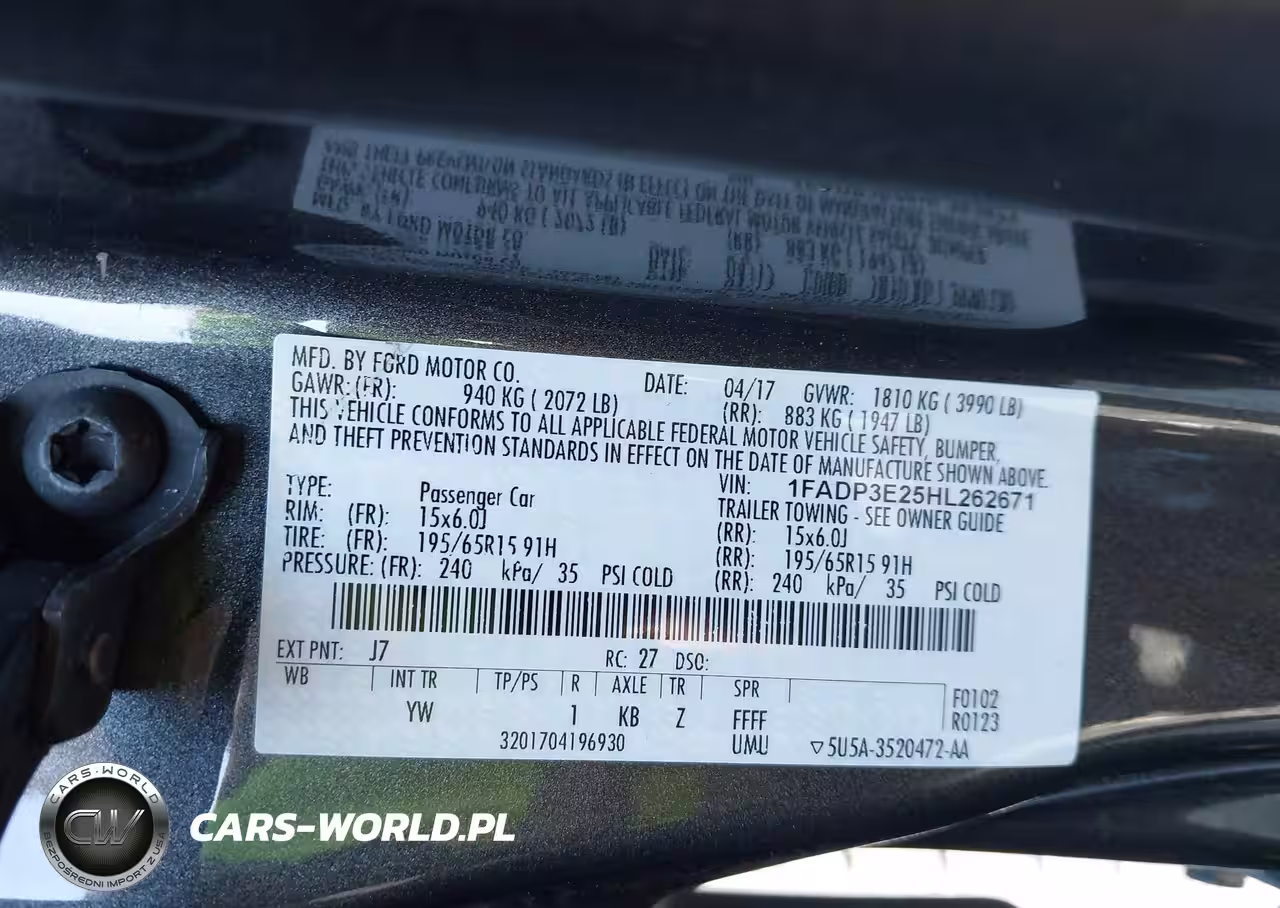 MFD. BY FORD MOTOR CO. DATE: 04/17 GVWR: 1810 KG ( 3990 LB)
GAWR: (FR): 940 KG ( 2072 LB) (RR): 883 KG ( 1947 LB)
THIS VEHICLE CONFORMS TO ALL APPLICABLE FEDERAL MOTOR VEHICLE SAFETY, BUMPER,
AND THEFT PREVENTION STANDARDS IN EFFECT ON THE DATE OF MANUFACTURE SHOWN ABOVE.
VIN: 1FADP3E25HL262671
TYPE: Passenger Car TRAILER TOWING - SEE OWNER GUIDE
RIM: (FR): 15x6.0J (RR): 15x6.0J
TIRE: (FR): 195/65R15 91H (RR): 195/65R15 91H
PRESSURE: (FR): 240 kPa/ 35 PSI COLD (RR): 240 kPa/ 35 PSI COLD
EXT PNT: J7 RC: 27 DSO:
WB INT TR TP/PS R AXLE TR SPR F0102
YW 1 KB Z FFFF R0123
3201704196930 UMU ▽5U5A-3520472-AA
CARS-WORLD
CW
BEZPOŚREDNI IMPORT Z USA
CARS-WORLD.PL